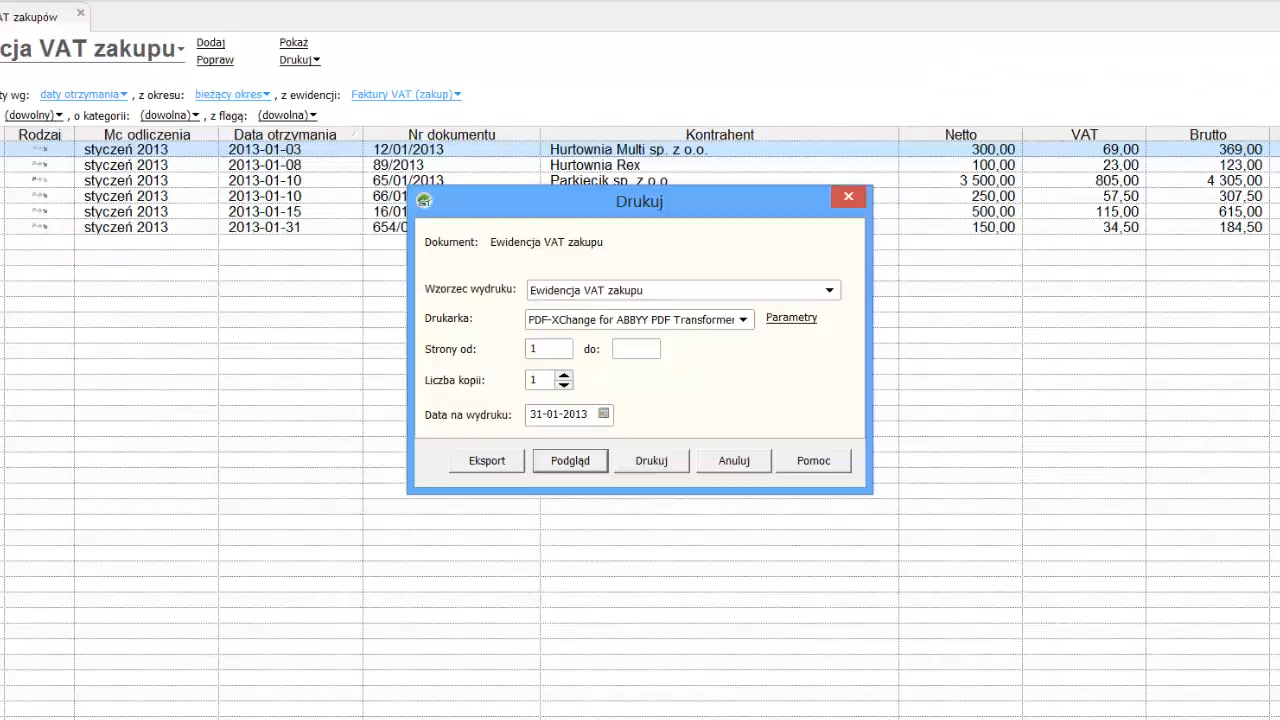 AT zakupów
cja VAT zakupu
Dodaj
Pokaż
Popraw
Drukuj
ty wg: daty otrzymania , z okresu: bieżący okres , z ewidencji: Faktury VAT (zakup)
(dowolny) , o kategorii: (dowolna) , z flagą: (dowolna)
Rodzaj Mc odliczenia Data otrzymania Nr dokumentu Kontrahent Netto VAT Brutto
styczeń 2013 2013-01-03 12/01/2013 Hurtownia Multi sp. z o.o. 300,00 69,00 369,00
styczeń 2013 2013-01-08 89/2013 Hurtownia Rex 100,00 23,00 123,00
styczeń 2013 2013-01-10 65/01/2013 Parkiecik sp. z o.o. 3 500,00 805,00 4 305,00
styczeń 2013 2013-01-10 66/01 250,00 57,50 307,50
styczeń 2013 2013-01-15 16/01 500,00 115,00 615,00
styczeń 2013 2013-01-31 654/0 150,00 34,50 184,50
Drukuj
Dokument: Ewidencja VAT zakupu
Wzorzec wydruku: Ewidencja VAT zakupu
Drukarka: PDF-XChange for ABBYY PDF Transformer Parametry
Strony od: 1 do:
Liczba kopii: 1
Data na wydruku: 31-01-2013
Eksport Podgląd Drukuj Anuluj Pomoc